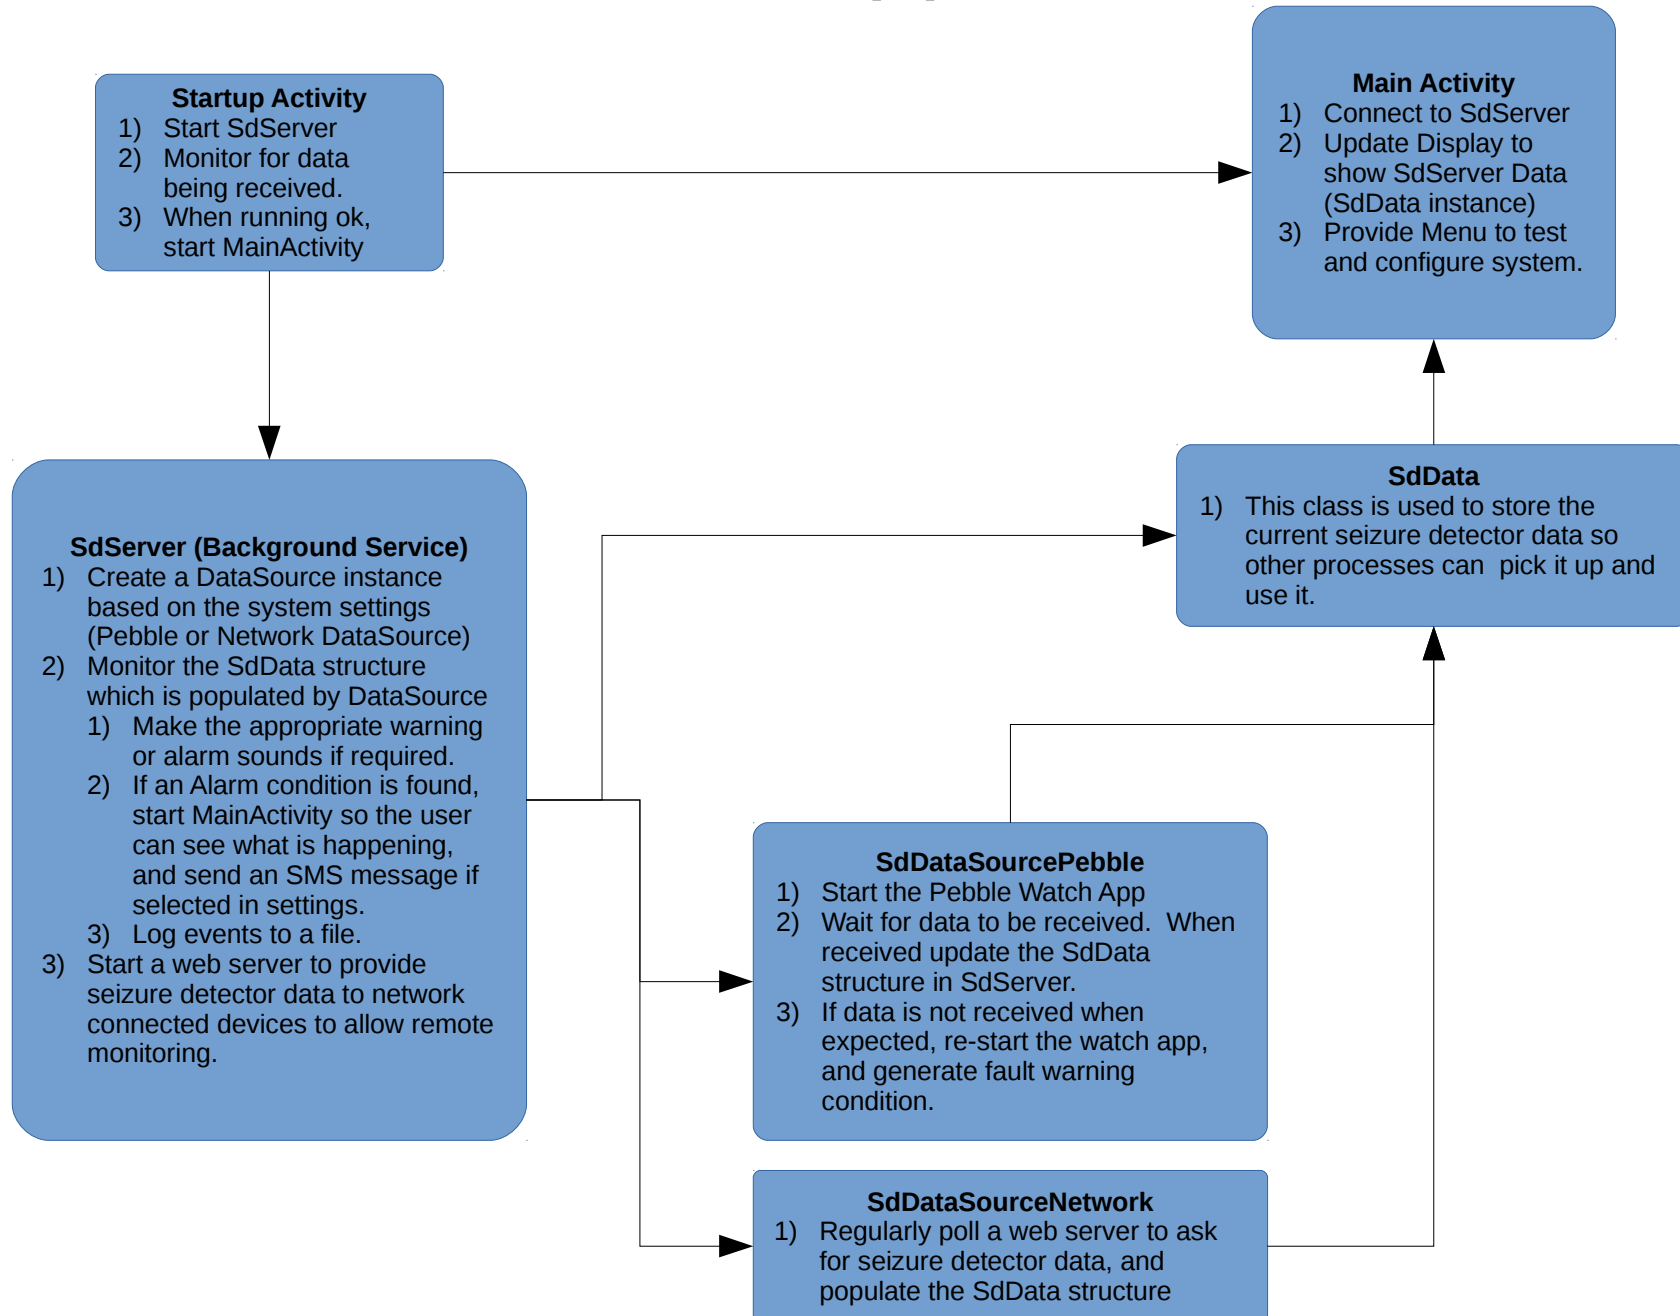 Startup Activity
1) Start SdServer
2) Monitor for data
being received.
3) When running ok,
start MainActivity
Main Activity
1) Connect to SdServer
2) Update Display to
show SdServer Data
(SdData instance)
3) Provide Menu to test
and configure system.
SdServer (Background Service)
1) Create a DataSource instance
based on the system settings
(Pebble or Network DataSource)
2) Monitor the SdData structure
which is populated by DataSource
1) Make the appropriate warning
or alarm sounds if required.
2) If an Alarm condition is found,
start MainActivity so the user
can see what is happening,
and send an SMS message if
selected in settings.
3) Log events to a file.
3) Start a web server to provide
seizure detector data to network
connected devices to allow remote
monitoring.
SdData
1) This class is used to store the
current seizure detector data so
other processes can  pick it up and
use it.
SdDataSourcePebble
1) Start the Pebble Watch App
2) Wait for data to be received.  When
received update the SdData
structure in SdServer.
3) If data is not received when
expected, re-start the watch app,
and generate fault warning
condition.
SdDataSourceNetwork
1) Regularly poll a web server to ask
for seizure detector data, and
populate the SdData structure